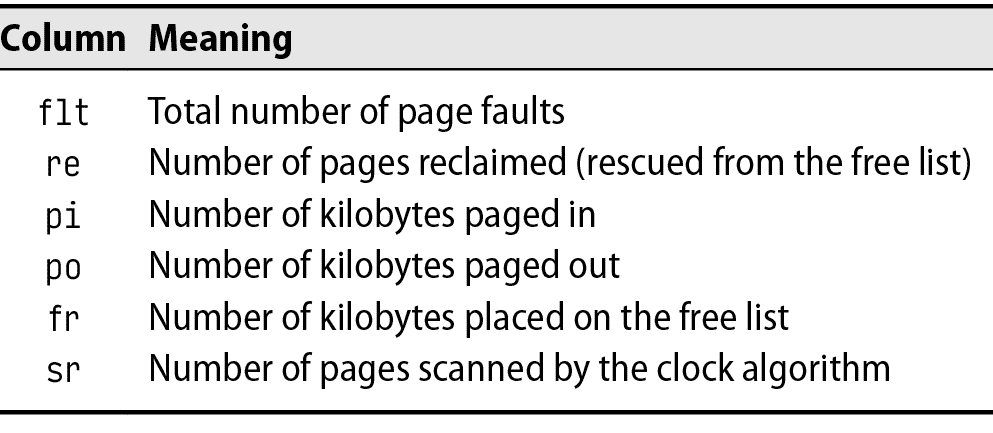 Column Meaning
flt Total number of page faults
re Number of pages reclaimed (rescued from the free list)
pi Number of kilobytes paged in
po Number of kilobytes paged out
fr Number of kilobytes placed on the free list
sr Number of pages scanned by the clock algorithm